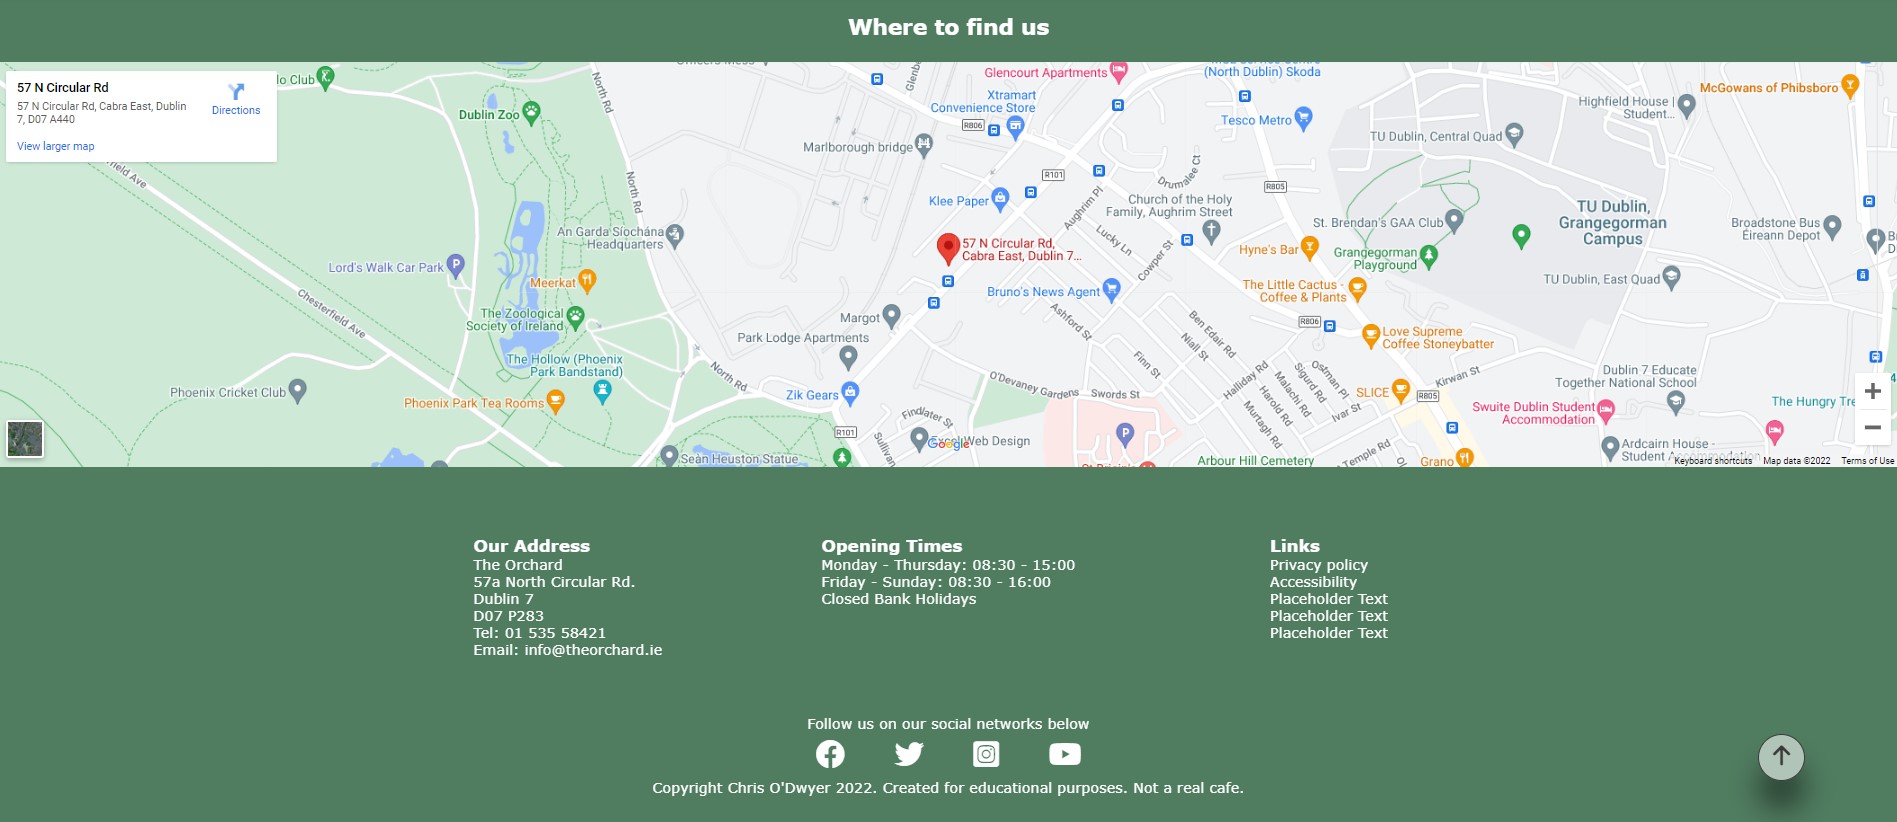 Where to find us
57 N Circular Rd
57 N Circular Rd, Cabra East, Dublin
7, D07 A440
Directions
View larger map
lo Club
Dublin Zoo
North Rd
Glencourt Apartments
(North Dublin) Skoda
Xtramart
Convenience Store
R806
Tesco Metro
McGowans of Phibsboro
Highfield House |
Student...
TU Dublin, Central Quad
Marlborough bridge
R101
North Rd
Drumalee Ct
R805
Klee Paper
Aughrim Pl
Church of the Holy
Family, Aughrim Street
St. Brendan's GAA Club
TU Dublin,
Grangegorman
Campus
Broadstone Bus
Éireann Depot
An Garda Síochána
Headquarters
Lucky Ln
Cowper St
57 N Circular Rd,
Cabra East, Dublin 7...
Hyne's Bar
Grangegorman
Playground
Lord's Walk Car Park
Meerkat
TU Dublin, East Quad
Bruno's News Agent
The Little Cactus -
Coffee & Plants
Chesterfield Ave
The Zoological
Society of Ireland
Margot
Park Lodge Apartments
Ashford St
Ben Edair Rd
Niall St
R806
Love Supreme
Coffee Stoneybatter
The Hollow (Phoenix
Park Bandstand)
Finn St
Halliday Rd
Malachi Rd
Sigurd Rd
Ostman Pl
Harold Rd
Murtagh Rd
Ivar St
Kirwan St
Dublin 7 Educate
Together National School
North Rd
O'Devaney Gardens
Swords St
Phoenix Cricket Club
Phoenix Park Tea Rooms
Zik Gears
SLICE
R805
Swuite Dublin Student
Accommodation
The Hungry Tre
Findlater St
R101
Google
Excel Web Design
Ardcairn House -
Student Accommodation
Seán Heuston Statue
Arbour Hill Cemetery
Temple Rd
Grano
Keyboard shortcuts
Map data ©2022
Terms of Use
Our Address
The Orchard
57a North Circular Rd.
Dublin 7
D07 P283
Tel: 01 535 58421
Email: info@theorchard.ie
Opening Times
Monday - Thursday: 08:30 - 15:00
Friday - Sunday: 08:30 - 16:00
Closed Bank Holidays
Links
Privacy policy
Accessibility
Placeholder Text
Placeholder Text
Placeholder Text
Follow us on our social networks below
Copyright Chris O'Dwyer 2022. Created for educational purposes. Not a real cafe.